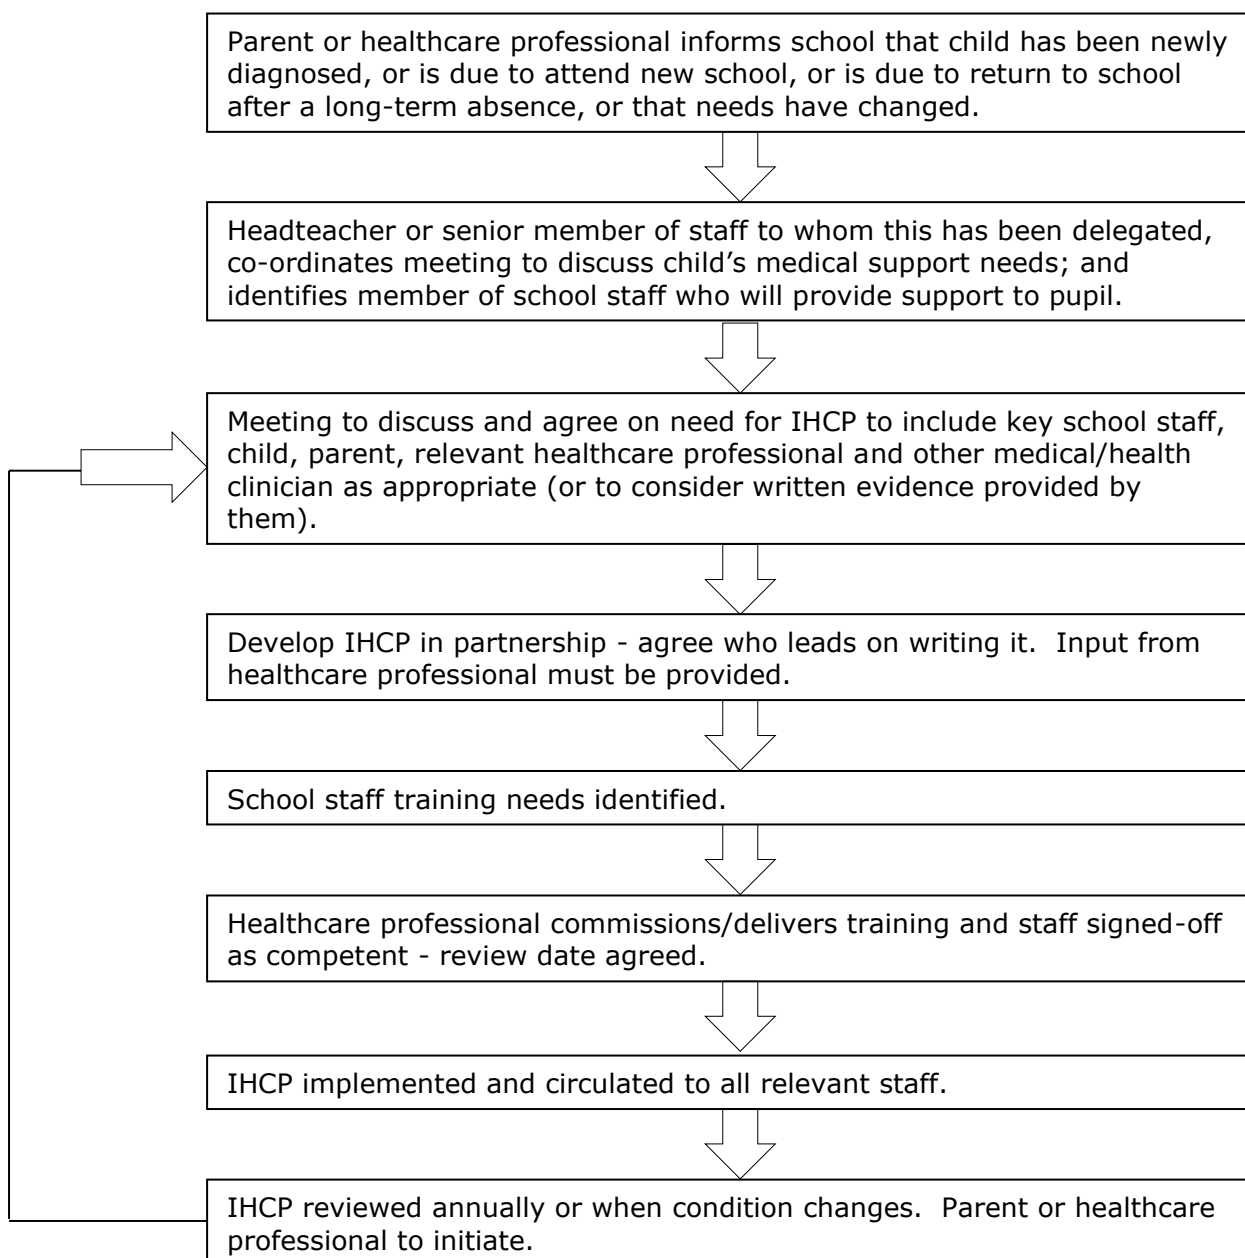 Parent or healthcare professional informs school that child has been newly
diagnosed, or is due to attend new school, or is due to return to school
after a long-term absence, or that needs have changed.
Headteacher or senior member of staff to whom this has been delegated,
co-ordinates meeting to discuss child’s medical support needs; and
identifies member of school staff who will provide support to pupil.
Meeting to discuss and agree on need for IHCP to include key school staff,
child, parent, relevant healthcare professional and other medical/health
clinician as appropriate (or to consider written evidence provided by
them).
Develop IHCP in partnership - agree who leads on writing it.  Input from
healthcare professional must be provided.
School staff training needs identified.
Healthcare professional commissions/delivers training and staff signed-off
as competent - review date agreed.
IHCP implemented and circulated to all relevant staff.
IHCP reviewed annually or when condition changes.  Parent or healthcare
professional to initiate.